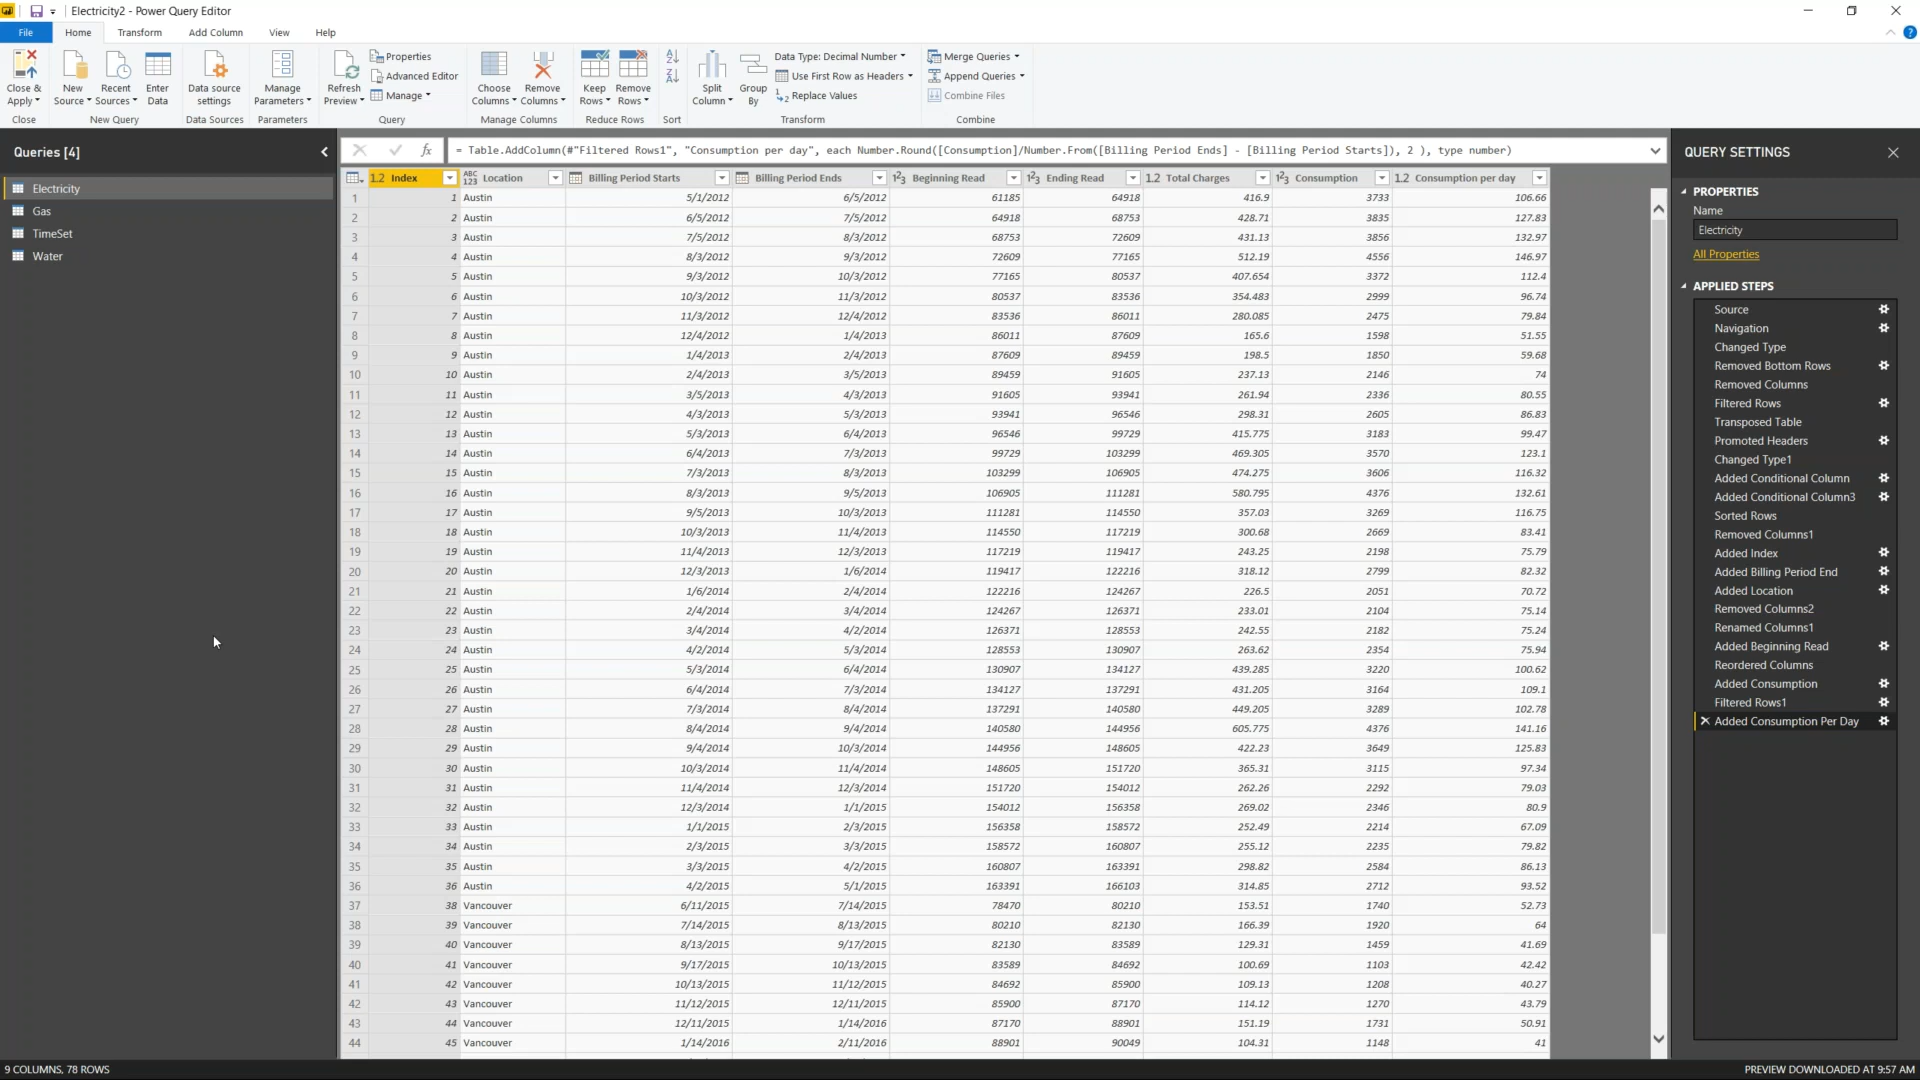 Electricity2 - Power Query Editor
File Home Transform Add Column View Help
Close & Apply
New Source
Recent Sources
Enter Data
Data source settings
Manage Parameters
Refresh Preview
Properties
Advanced Editor
Manage
Choose Columns
Remove Columns
Keep Rows
Remove Rows
Split Column
Group By
Data Type: Decimal Number
Use First Row as Headers
Replace Values
Merge Queries
Append Queries
Combine Files
Close New Query Data Sources Parameters Query Manage Columns Reduce Rows Sort Transform Combine
Queries [4]
Electricity
Gas
TimeSet
Water
fx = Table.AddColumn(#"Filtered Rows1", "Consumption per day", each Number.Round([Consumption]/Number.From([Billing Period Ends] - [Billing Period Starts]), 2 ), type number)
1.2 Index ABC 123 Location Billing Period Starts Billing Period Ends 123 Beginning Read 123 Ending Read 1.2 Total Charges 123 Consumption 1.2 Consumption per day
1 1 Austin 5/1/2012 6/5/2012 61185 64918 416.9 3733 106.66
2 2 Austin 6/5/2012 7/5/2012 64918 68753 428.71 3835 127.83
3 3 Austin 7/5/2012 8/3/2012 68753 72609 431.13 3856 132.97
4 4 Austin 8/3/2012 9/3/2012 72609 77165 512.19 4556 146.97
5 5 Austin 9/3/2012 10/3/2012 77165 80537 407.654 3372 112.4
6 6 Austin 10/3/2012 11/3/2012 80537 83536 354.483 2999 96.74
7 7 Austin 11/3/2012 12/4/2012 83536 86011 280.085 2475 79.84
8 8 Austin 12/4/2012 1/4/2013 86011 87609 165.6 1598 51.55
9 9 Austin 1/4/2013 2/4/2013 87609 89459 198.5 1850 59.68
10 10 Austin 2/4/2013 3/5/2013 89459 91605 237.13 2146 74
11 11 Austin 3/5/2013 4/3/2013 91605 93941 261.94 2336 80.55
12 12 Austin 4/3/2013 5/3/2013 93941 96546 298.31 2605 86.83
13 13 Austin 5/3/2013 6/4/2013 96546 99729 415.775 3183 99.47
14 14 Austin 6/4/2013 7/3/2013 99729 103299 469.305 3570 123.1
15 15 Austin 7/3/2013 8/3/2013 103299 106905 474.275 3606 116.32
16 16 Austin 8/3/2013 9/5/2013 106905 111281 580.795 4376 132.61
17 17 Austin 9/5/2013 10/3/2013 111281 114550 357.03 3269 116.75
18 18 Austin 10/3/2013 11/4/2013 114550 117219 300.68 2669 83.41
19 19 Austin 11/4/2013 12/3/2013 117219 119417 243.25 2198 75.79
20 20 Austin 12/3/2013 1/6/2014 119417 122216 318.12 2799 82.32
21 21 Austin 1/6/2014 2/4/2014 122216 124267 226.5 2051 70.72
22 22 Austin 2/4/2014 3/4/2014 124267 126371 233.01 2104 75.14
23 23 Austin 3/4/2014 4/2/2014 126371 128553 242.55 2182 75.24
24 24 Austin 4/2/2014 5/3/2014 128553 130907 263.62 2354 75.94
25 25 Austin 5/3/2014 6/4/2014 130907 134127 439.285 3220 100.62
26 26 Austin 6/4/2014 7/3/2014 134127 137291 431.205 3164 109.1
27 27 Austin 7/3/2014 8/4/2014 137291 140580 449.205 3289 102.78
28 28 Austin 8/4/2014 9/4/2014 140580 144956 605.775 4376 141.16
29 29 Austin 9/4/2014 10/3/2014 144956 148605 422.23 3649 125.83
30 30 Austin 10/3/2014 11/4/2014 148605 151720 365.31 3115 97.34
31 31 Austin 11/4/2014 12/3/2014 151720 154012 262.26 2292 79.03
32 32 Austin 12/3/2014 1/1/2015 154012 156358 269.02 2346 80.9
33 33 Austin 1/1/2015 2/3/2015 156358 158572 252.49 2214 67.09
34 34 Austin 2/3/2015 3/3/2015 158572 160807 255.12 2235 79.82
35 35 Austin 3/3/2015 4/2/2015 160807 163391 298.82 2584 86.13
36 36 Austin 4/2/2015 5/1/2015 163391 166103 314.85 2712 93.52
37 38 Vancouver 6/11/2015 7/14/2015 78470 80210 153.51 1740 52.73
38 39 Vancouver 7/14/2015 8/13/2015 80210 82130 166.39 1920 64
39 40 Vancouver 8/13/2015 9/17/2015 82130 83589 129.31 1459 41.69
40 41 Vancouver 9/17/2015 10/13/2015 83589 84692 100.69 1103 42.42
41 42 Vancouver 10/13/2015 11/12/2015 84692 85900 109.13 1208 40.27
42 43 Vancouver 11/12/2015 12/11/2015 85900 87170 114.12 1270 43.79
43 44 Vancouver 12/11/2015 1/14/2016 87170 88901 151.19 1731 50.91
44 45 Vancouver 1/14/2016 2/11/2016 88901 90049 104.31 1148 41
QUERY SETTINGS
PROPERTIES
Name
Electricity
All Properties
APPLIED STEPS
Source
Navigation
Changed Type
Removed Bottom Rows
Removed Columns
Filtered Rows
Transposed Table
Promoted Headers
Changed Type1
Added Conditional Column
Added Conditional Column3
Sorted Rows
Removed Columns1
Added Index
Added Billing Period End
Added Location
Removed Columns2
Renamed Columns1
Added Beginning Read
Reordered Columns
Added Consumption
Filtered Rows1
Added Consumption Per Day
9 COLUMNS, 78 ROWS
PREVIEW DOWNLOADED AT 9:57 AM